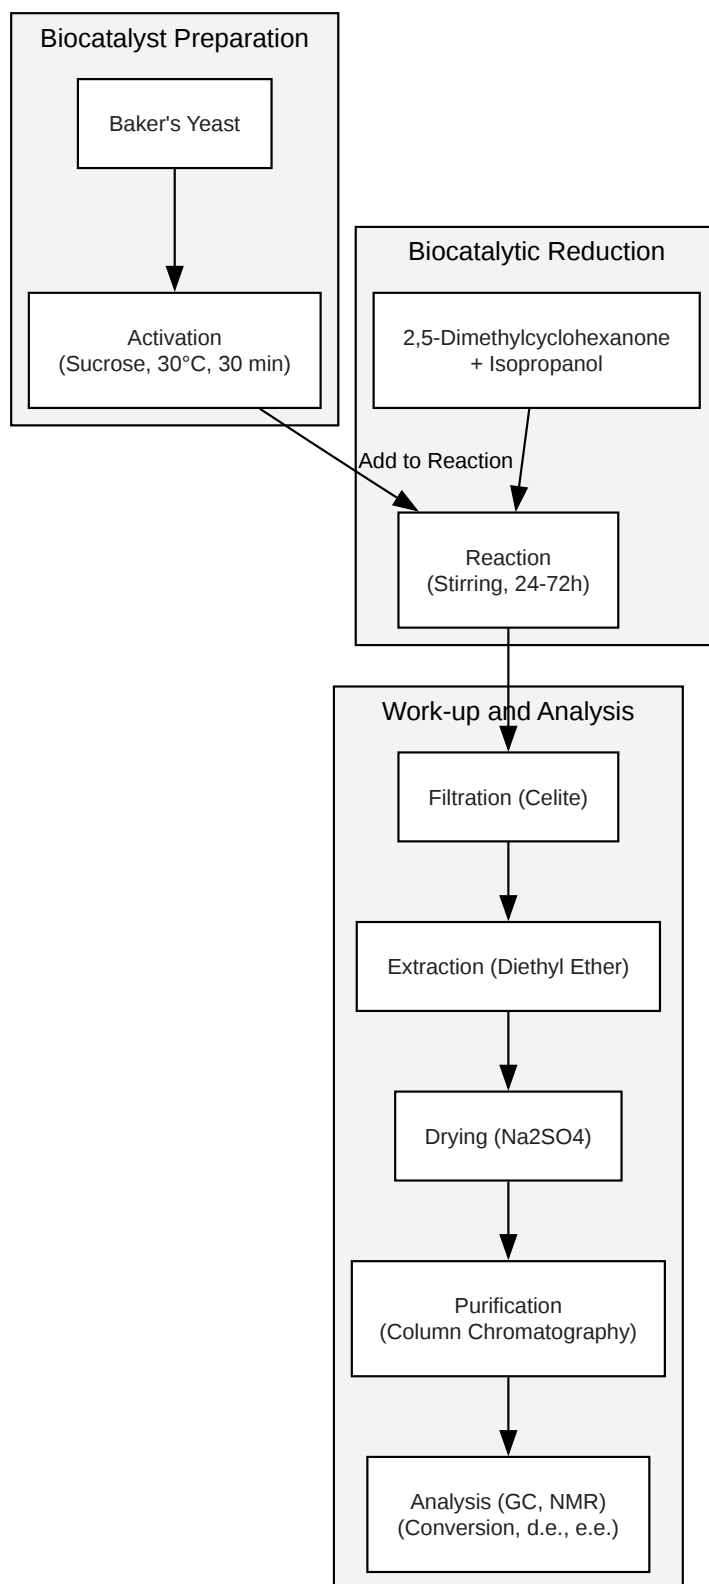 Biocatalyst Preparation
Baker's Yeast
Activation
(Sucrose, 30°C, 30 min)
Biocatalytic Reduction
2,5-Dimethylcyclohexanone
+ Isopropanol
Add to Reaction
Reaction
(Stirring, 24-72h)
Work-up and Analysis
Filtration (Celite)
Extraction (Diethyl Ether)
Drying (Na2SO4)
Purification
(Column Chromatography)
Analysis (GC, NMR)
(Conversion, d.e., e.e.)